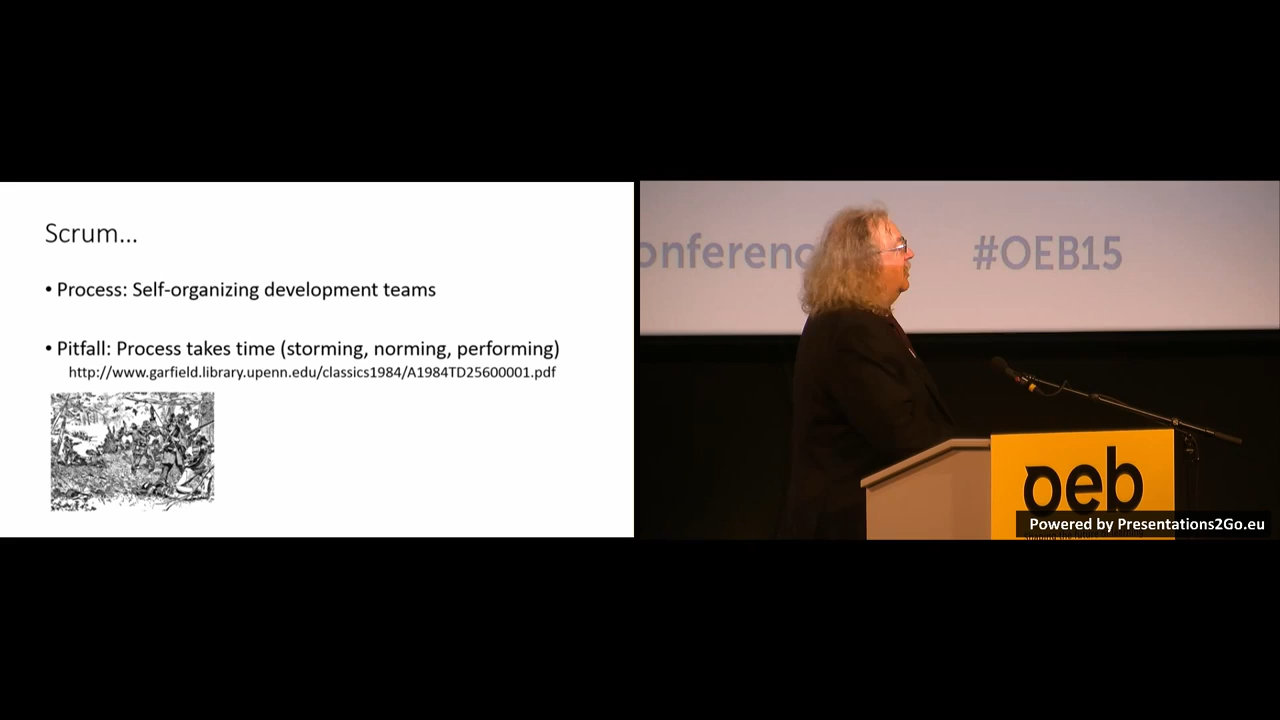 Scrum...
• Process: Self-organizing development teams
• Pitfall: Process takes time (storming, norming, performing)
http://www.garfield.library.upenn.edu/classics1984/A1984TD25600001.pdf
onferenc
#OEB15
oeb
Powered by Presentations2Go.eu